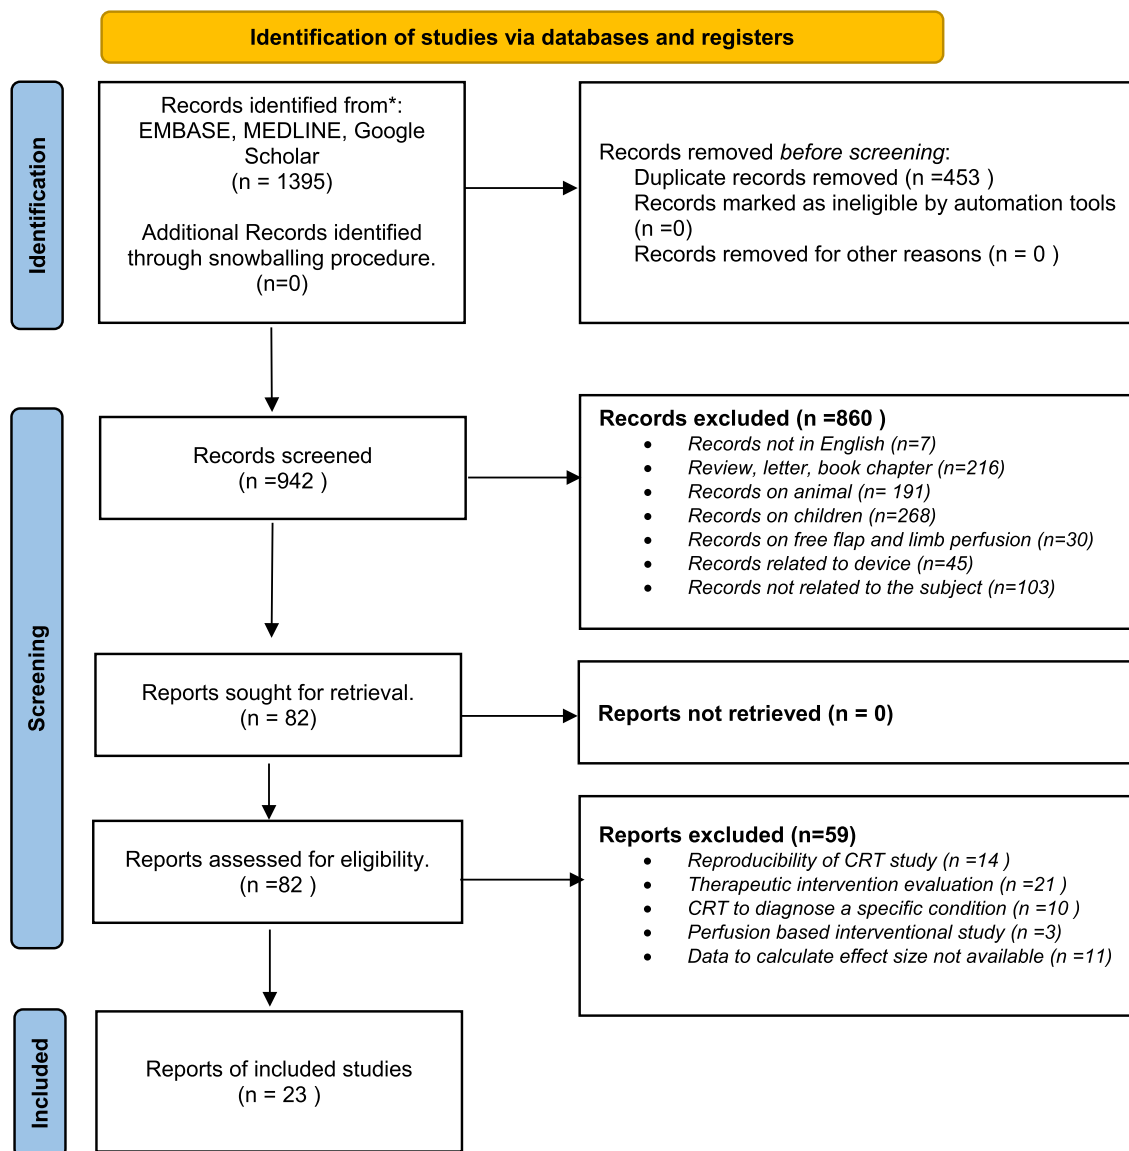 Identification of studies via databases and registers
Identification
Records identified from*:
EMBASE, MEDLINE, Google
Scholar
(n = 1395)
Additional Records identified
through snowballing procedure.
(n=0)
Records removed before screening:
Duplicate records removed (n =453 )
Records marked as ineligible by automation tools
(n =0)
Records removed for other reasons (n = 0 )
Screening
Records screened
(n =942 )
Records excluded (n =860 )
• Records not in English (n=7)
• Review, letter, book chapter (n=216)
• Records on animal (n= 191)
• Records on children (n=268)
• Records on free flap and limb perfusion (n=30)
• Records related to device (n=45)
• Records not related to the subject (n=103)
Reports sought for retrieval.
(n = 82)
Reports not retrieved (n = 0)
Reports assessed for eligibility.
(n =82 )
Reports excluded (n=59)
• Reproducibility of CRT study (n =14 )
• Therapeutic intervention evaluation (n =21 )
• CRT to diagnose a specific condition (n =10 )
• Perfusion based interventional study (n =3)
• Data to calculate effect size not available (n =11)
Included
Reports of included studies
(n = 23 )